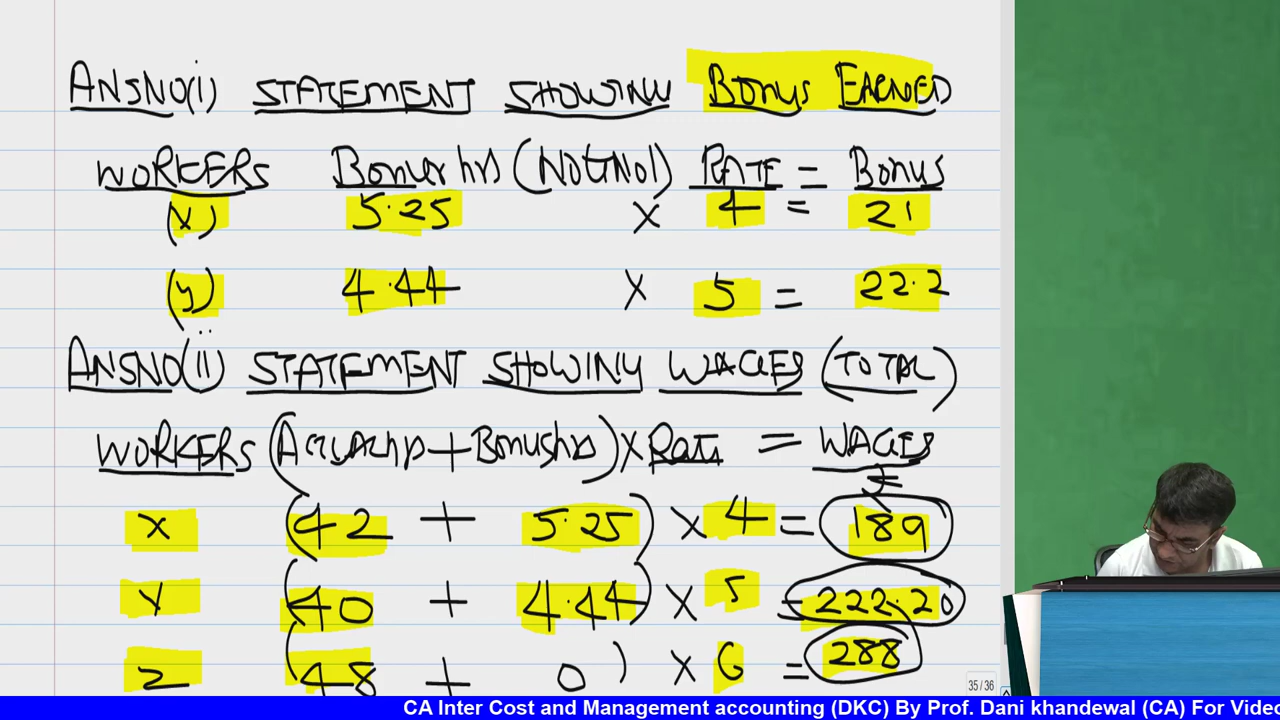 ANSNO(i) STATEMENT SHOWING BONUS EARNED
WORKERS Bonus hrs (NotNo1) RATE = Bonus
(x) 5.25 X 4 = 21
(y) 4.44 X 5 = 22.2
ANSNO(ii) STATEMENT SHOWING WAGES (TOTAL)
WORKERS (Actual hrs + Bonus hrs) X Rate = WAGES
₹
X (42 + 5.25) X 4 = 189
Y (40 + 4.44) X 5 = 222.20
Z (48 + 0) X 6 = 288
35/36
CA Inter Cost and Management accounting (DKC) By Prof. Dani khandewal (CA) For Video